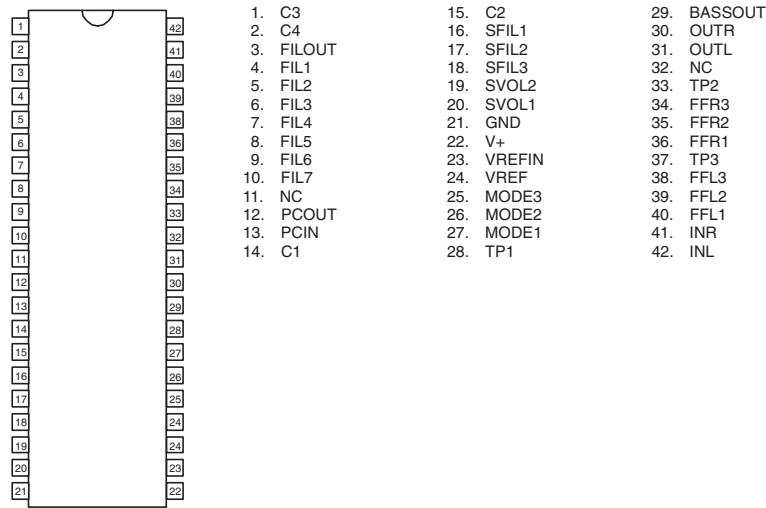 1 42
2 41
3 40
4 39
5 38
6 36
7 35
8 34
9 33
10 32
11 31
12 30
13 29
14 28
15 27
16 26
17 25
18 24
19 24
20 23
21 22
1. C3
2. C4
3. FILOUT
4. FIL1
5. FIL2
6. FIL3
7. FIL4
8. FIL5
9. FIL6
10. FIL7
11. NC
12. PCOUT
13. PCIN
14. C1
15. C2
16. SFIL1
17. SFIL2
18. SFIL3
19. SVOL2
20. SVOL1
21. GND
22. V+
23. VREFIN
24. VREF
25. MODE3
26. MODE2
27. MODE1
28. TP1
29. BASSOUT
30. OUTR
31. OUTL
32. NC
33. TP2
34. FFR3
35. FFR2
36. FFR1
37. TP3
38. FFL3
39. FFL2
40. FFL1
41. INR
42. INL